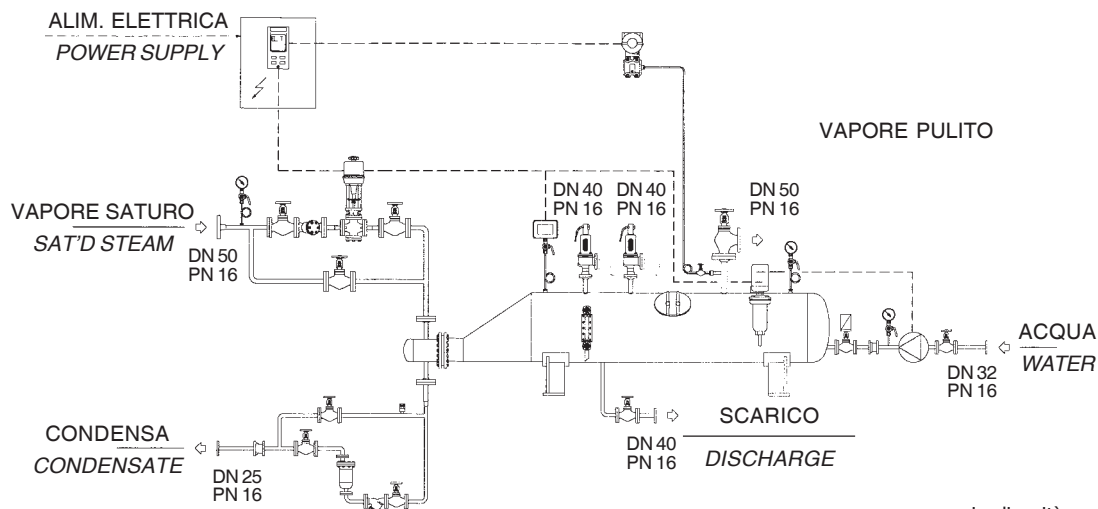 ALIM. ELETTRICA
POWER SUPPLY
VAPORE PULITO
DN 40
PN 16
DN 40
PN 16
DN 50
PN 16
VAPORE SATURO
SAT'D STEAM
DN 50
PN 16
ACQUA
WATER
DN 32
PN 16
SCARICO
DISCHARGE
DN 40
PN 16
CONDENSA
CONDENSATE
DN 25
PN 16